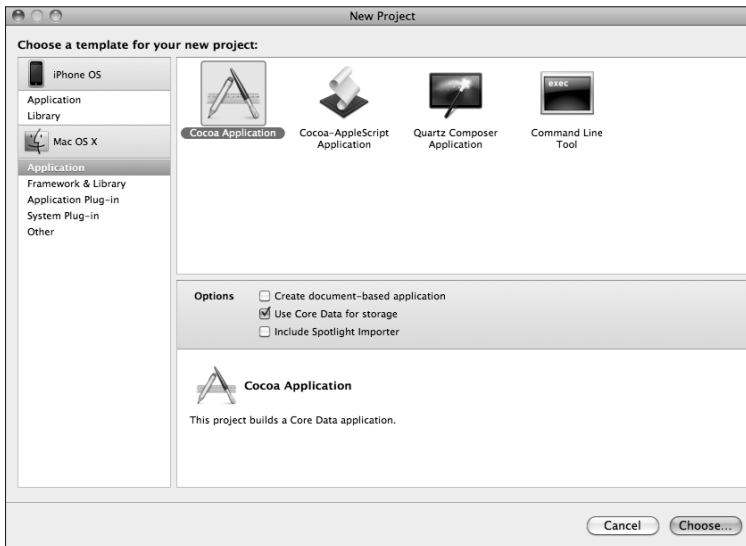 New Project
Choose a template for your new project:
iPhone OS
Application
Library
Mac OS X
Application
Framework & Library
Application Plug-in
System Plug-in
Other
Cocoa Application
Cocoa-AppleScript
Application
Quartz Composer
Application
exec
Command Line
Tool
Options
Create document-based application
Use Core Data for storage
Include Spotlight Importer
Cocoa Application
This project builds a Core Data application.
Cancel
Choose...